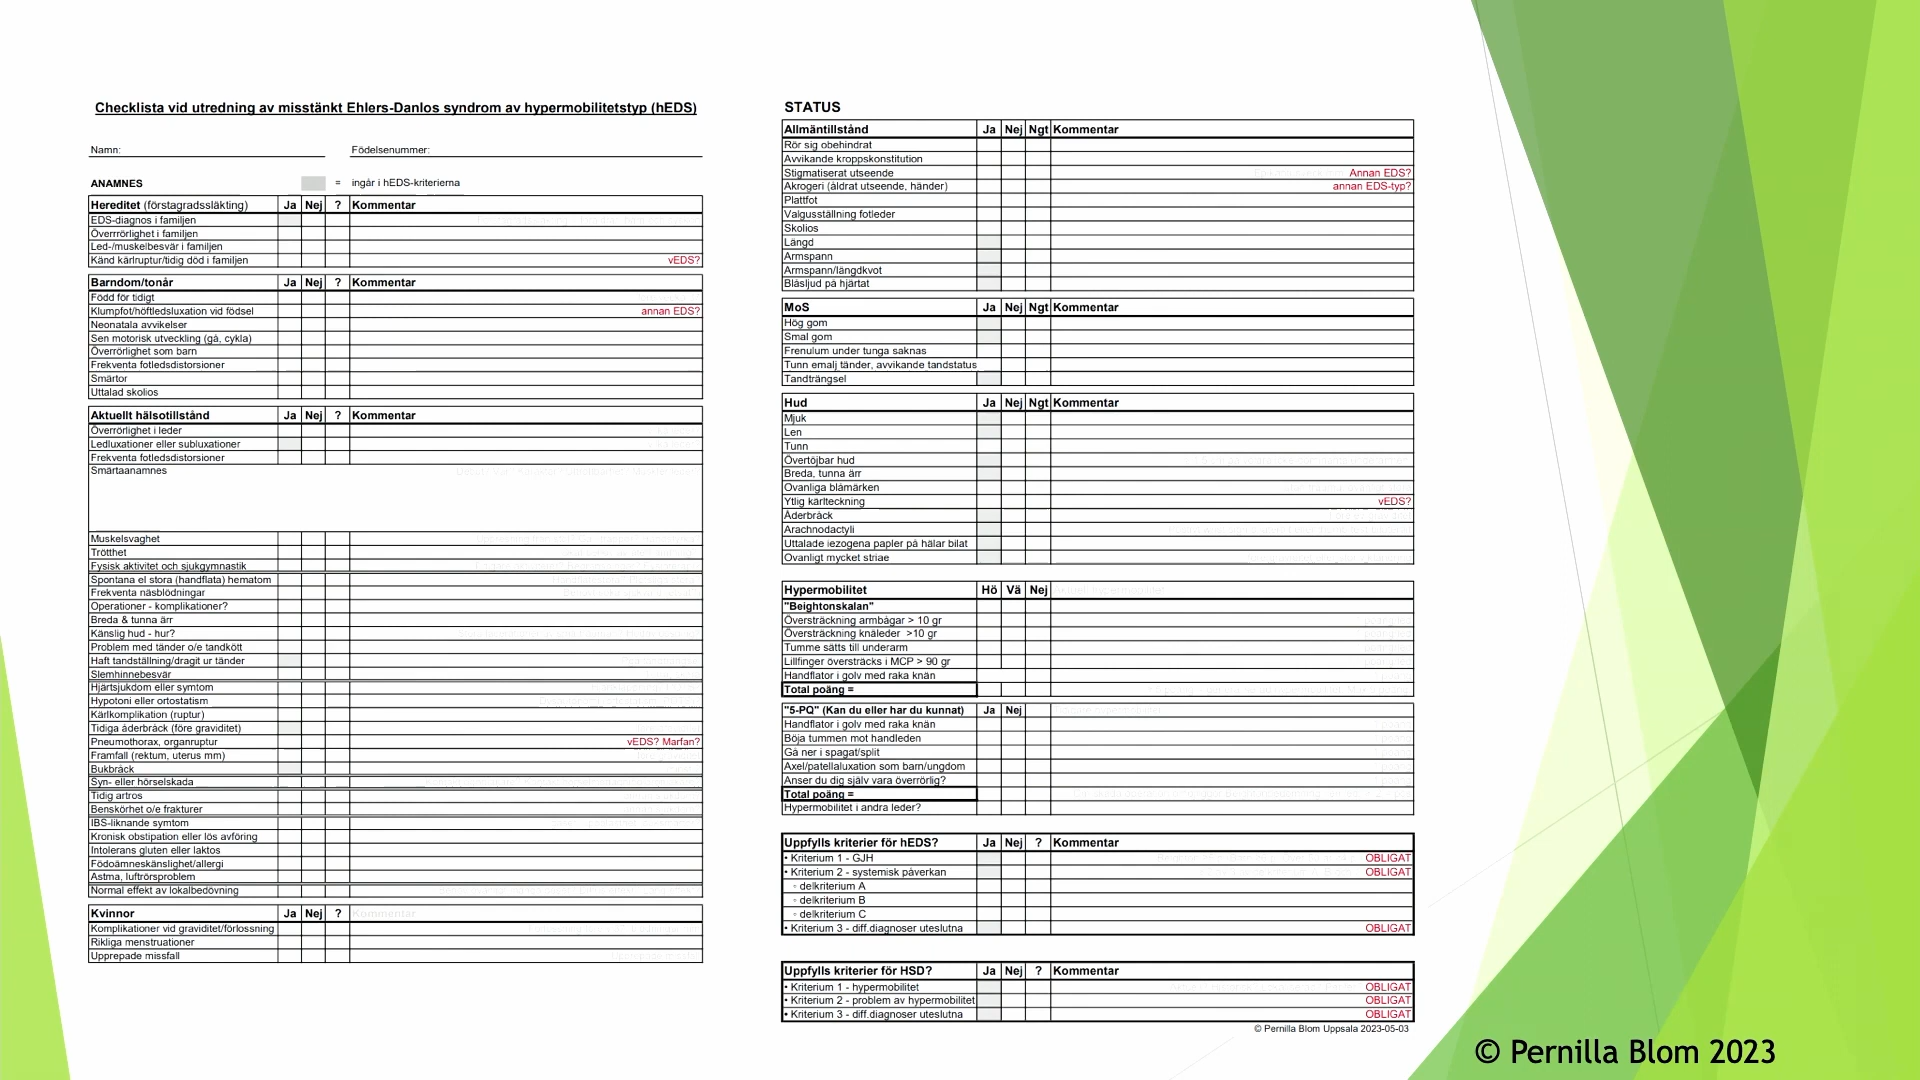 Checklista vid utredning av misstänkt Ehlers-Danlos syndrom av hypermobilitetstyp (hEDS)
Namn: Födelsenummer:
ANAMNES = ingår i hEDS-kriterierna
Hereditet (förstagradssläkting) Ja Nej ? Kommentar
EDS-diagnos i familjen
Överrrörlighet i familjen
Led-/muskelbesvär i familjen
Känd kärlruptur/tidig död i familjen vEDS?
Barndom/tonår Ja Nej ? Kommentar
Född för tidigt
Klumpfot/höftledsluxation vid födsel annan EDS?
Neonatala avvikelser
Sen motorisk utveckling (gå, cykla)
Överrörlighet som barn
Frekventa fotledsdistorsioner
Smärtor
Uttalad skolios
Aktuellt hälsotillstånd Ja Nej ? Kommentar
Överrörlighet i leder
Ledluxationer eller subluxationer
Frekventa fotledsdistorsioner
Smärtaanamnes
Muskelsvaghet
Trötthet
Fysisk aktivitet och sjukgymnastik
Spontana el stora (handflata) hematom
Frekventa näsblödningar
Operationer - komplikationer?
Breda & tunna ärr
Känslig hud - hur?
Problem med tänder o/e tandkött
Haft tandställning/dragit ur tänder
Slemhinnebesvär
Hjärtsjukdom eller symtom
Hypotoni eller ortostatism
Kärlkomplikation (ruptur)
Tidiga åderbråck (före graviditet)
Pneumothorax, organruptur vEDS? Marfan?
Framfall (rektum, uterus mm)
Bukbråck
Syn- eller hörselskada
Tidig artros
Benskörhet o/e frakturer
IBS-liknande symtom
Kronisk obstipation eller lös avföring
Intolerans gluten eller laktos
Födoämneskänslighet/allergi
Astma, luftrörsproblem
Normal effekt av lokalbedövning
Kvinnor Ja Nej ? Kommentar
Komplikationer vid graviditet/förlossning
Rikliga menstruationer
Upprepade missfall
STATUS
Allmäntillstånd Ja Nej Ngt Kommentar
Rör sig obehindrat
Avvikande kroppskonstitution
Stigmatiserat utseende Annan EDS?
Akrogeri (åldrat utseende, händer) annan EDS-typ?
Plattfot
Valgusställning fotleder
Skolios
Längd
Armspann
Armspann/längdkvot
Blåsljud på hjärtat
MoS Ja Nej Ngt Kommentar
Hög gom
Smal gom
Frenulum under tunga saknas
Tunn emalj tänder, avvikande tandstatus
Tandträngsel
Hud Ja Nej Ngt Kommentar
Mjuk
Len
Tunn
Övertöjbar hud
Breda, tunna ärr
Ovanliga blåmärken
Ytlig kärlteckning vEDS?
Åderbråck
Arachnodactyli
Uttalade iezogena papler på hälar bilat
Ovanligt mycket striae
Hypermobilitet Hö Vä Nej
"Beightonskalan"
Översträckning armbågar > 10 gr
Översträckning knäleder >10 gr
Tumme sätts till underarm
Lillfinger översträcks i MCP > 90 gr
Handflator i golv med raka knän
Total poäng =
"5-PQ" (Kan du eller har du kunnat) Ja Nej
Handflator i golv med raka knän
Böja tummen mot handleden
Gå ner i spagat/split
Axel/patellaluxation som barn/ungdom
Anser du dig själv vara överrörlig?
Total poäng =
Hypermobilitet i andra leder?
Uppfylls kriterier för hEDS? Ja Nej ? Kommentar
• Kriterium 1 - GJH OBLIGAT
• Kriterium 2 - systemisk påverkan OBLIGAT
◦ delkriterium A
◦ delkriterium B
◦ delkriterium C
• Kriterium 3 - diff.diagnoser uteslutna OBLIGAT
Uppfylls kriterier för HSD? Ja Nej ? Kommentar
• Kriterium 1 - hypermobilitet OBLIGAT
• Kriterium 2 - problem av hypermobilitet OBLIGAT
• Kriterium 3 - diff.diagnoser uteslutna OBLIGAT
© Pernilla Blom Uppsala 2023-05-03
© Pernilla Blom 2023